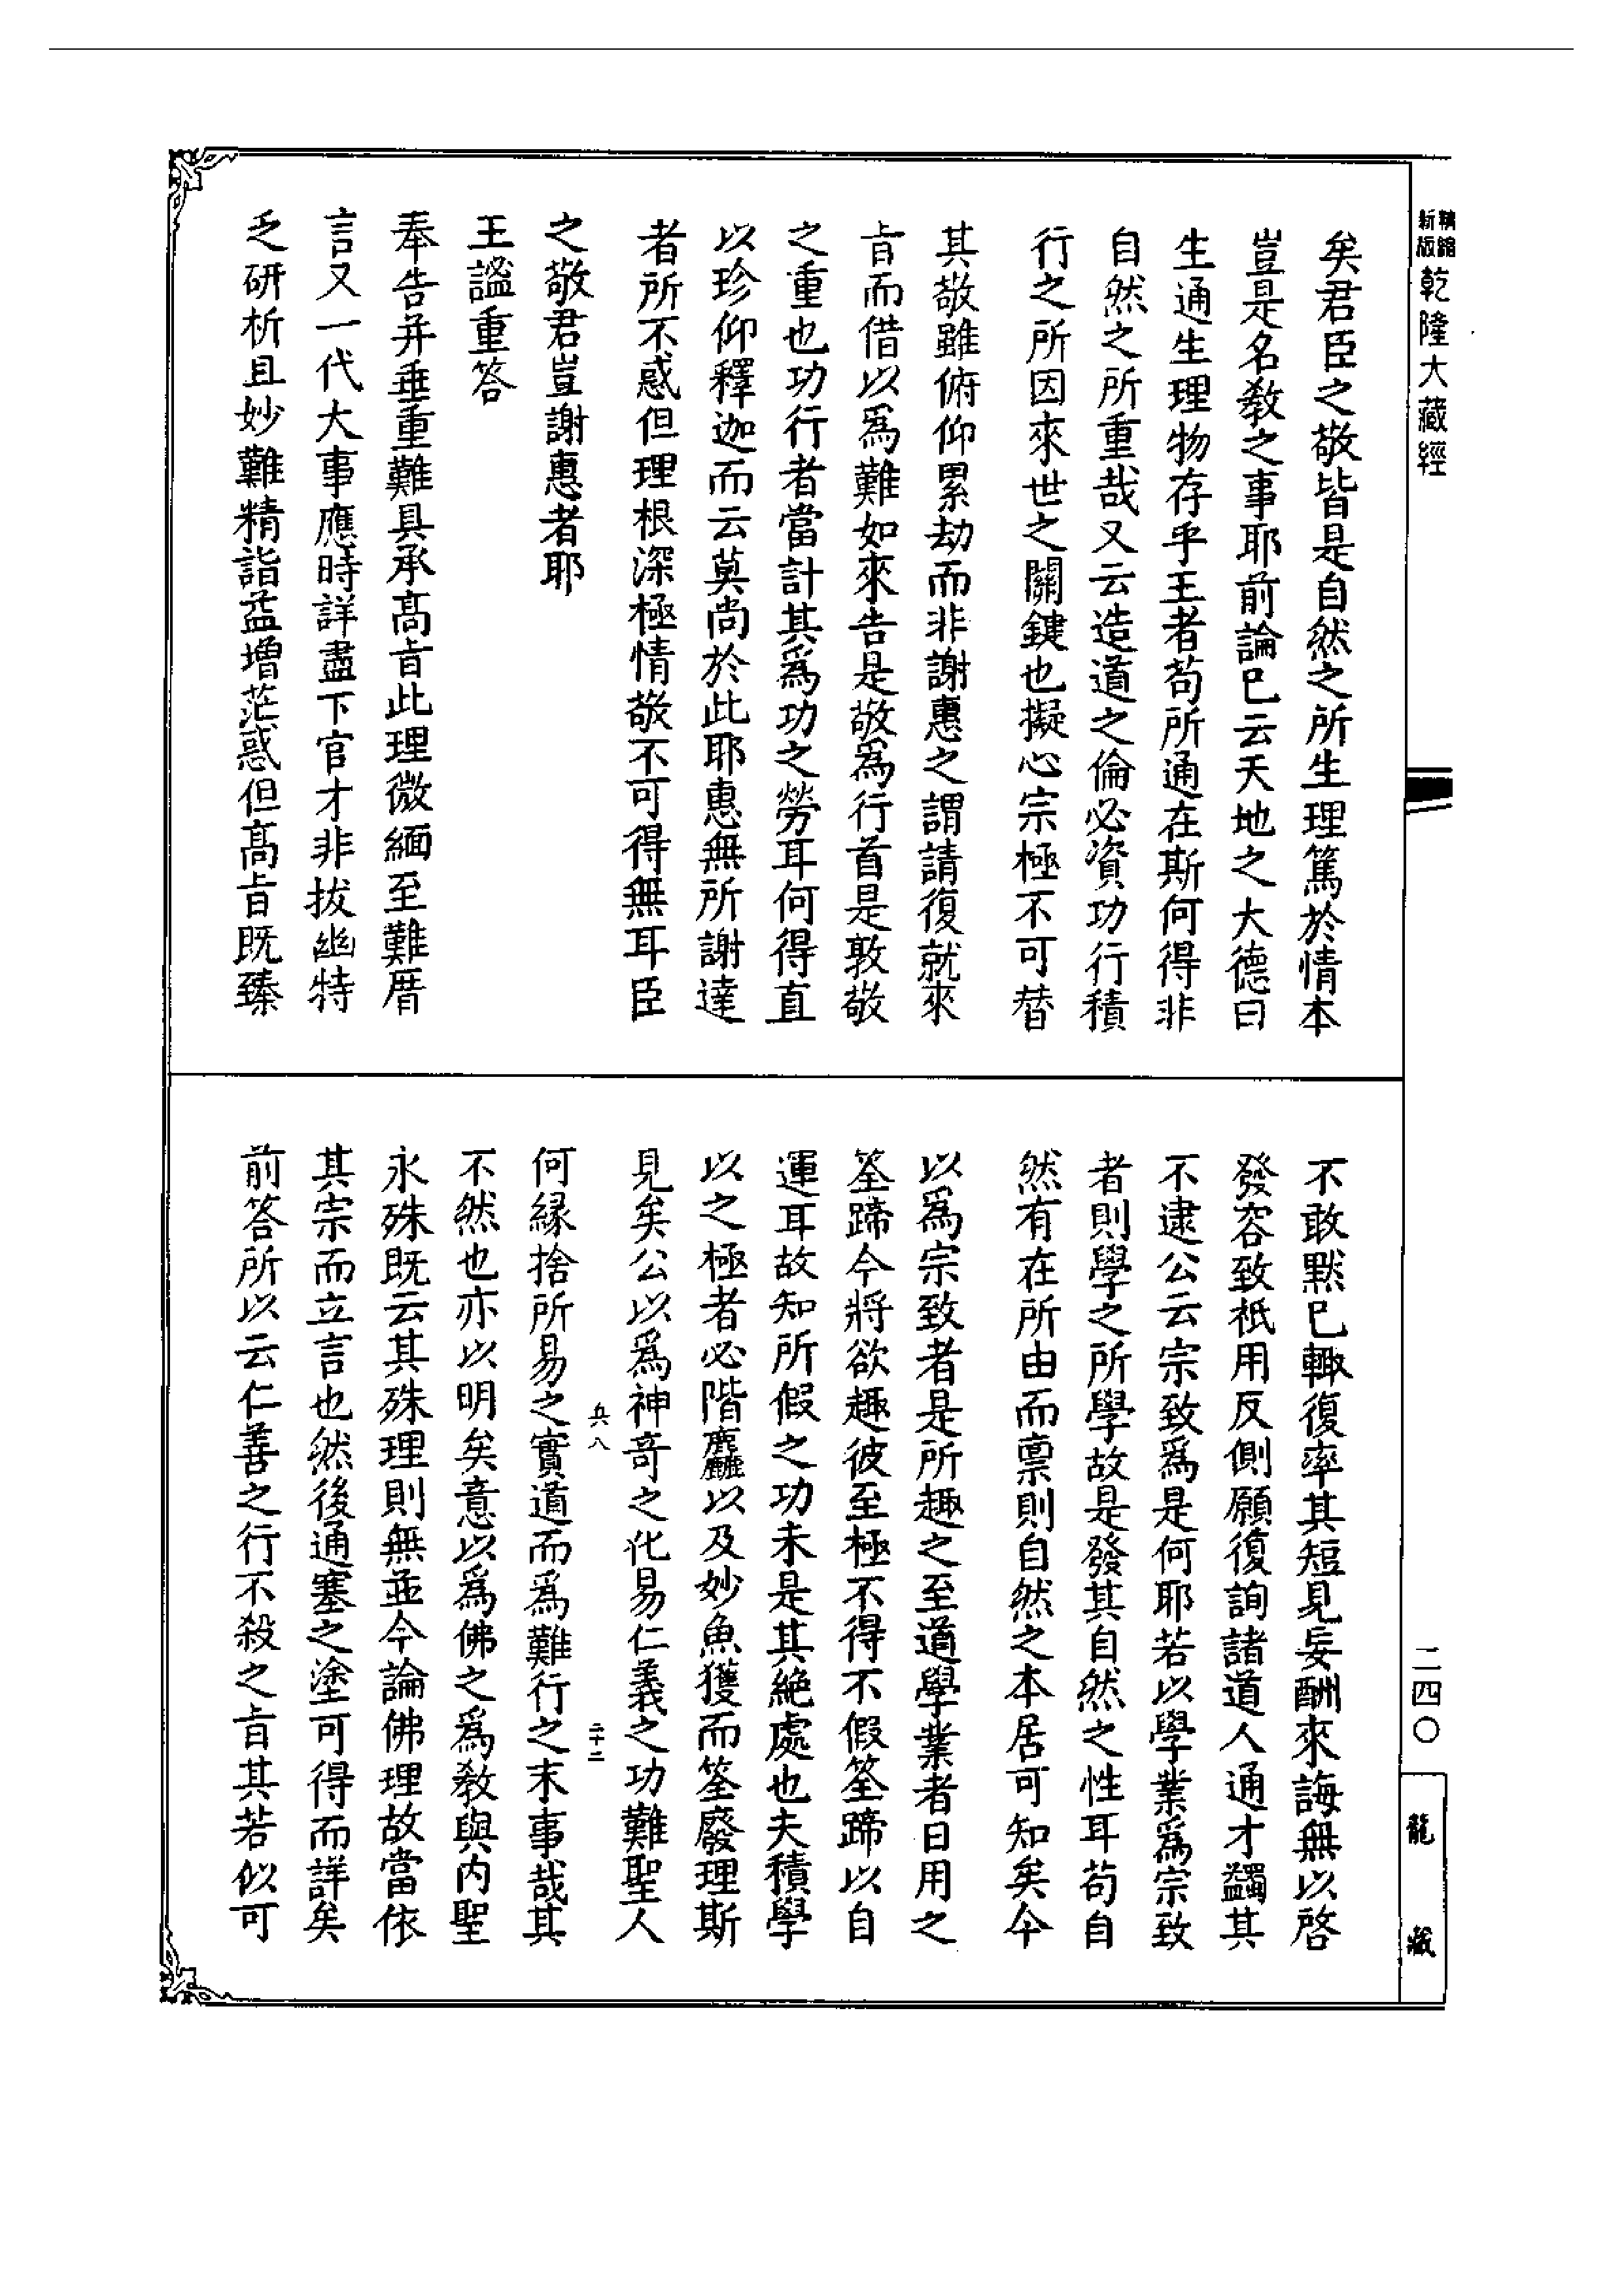 精鐫新版乾隆大藏經
矣君臣之敬皆是自然之所生理篤於情本
豈是名教之事耶前論已云天地之大德曰
生通生理物存乎王者苟所通在斯何得非
自然之所重哉又云造道之倫必資功行積
行之所因來世之關鍵也擬心宗極不可替
其敬雖俯仰累劫而非謝惠之謂請復就來
旨而借以爲難如來告是敬爲行首是敦敬
之重也功行者當計其爲功之勞耳何得直
以珍仰釋迦而云莫尚於此耶惠無所謝達
者所不惑但理根深極情敬不可得無耳臣
之敬君豈謝惠者耶
王謐重答
奉告并垂重難具承髙旨此理微緬至難厝
言又一代大事應時詳盡下官才非拔幽特
乏研析且妙難精詣益增茫惑但髙旨既臻
不敢默已輙復率其短見妄酬來誨無以啓
發容致祇用反側願復詢諸道人通才蠲其
不逮公云宗致爲是何耶若以學業爲宗致
者則學之所學故是發其自然之性耳苟自
然有在所由而禀則自然之本居可知矣今
以爲宗致者是所趣之至道學業者日用之
筌蹄今將欲趣彼至極不得不假筌蹄以自
運耳故知所假之功未是其絶處也夫積學
以之極者必階麤以及妙魚獲而筌廢理斯
見矣公以爲神奇之化易仁義之功難聖人
兵八 二十二
何縁捨所易之實道而爲難行之末事哉其
不然也亦以明矣意以爲佛之爲教與内聖
永殊既云其殊理則無並今論佛理故當依
其宗而立言也然後通塞之塗可得而詳矣
前答所以云仁善之行不殺之旨其若似可
二四〇
龍藏